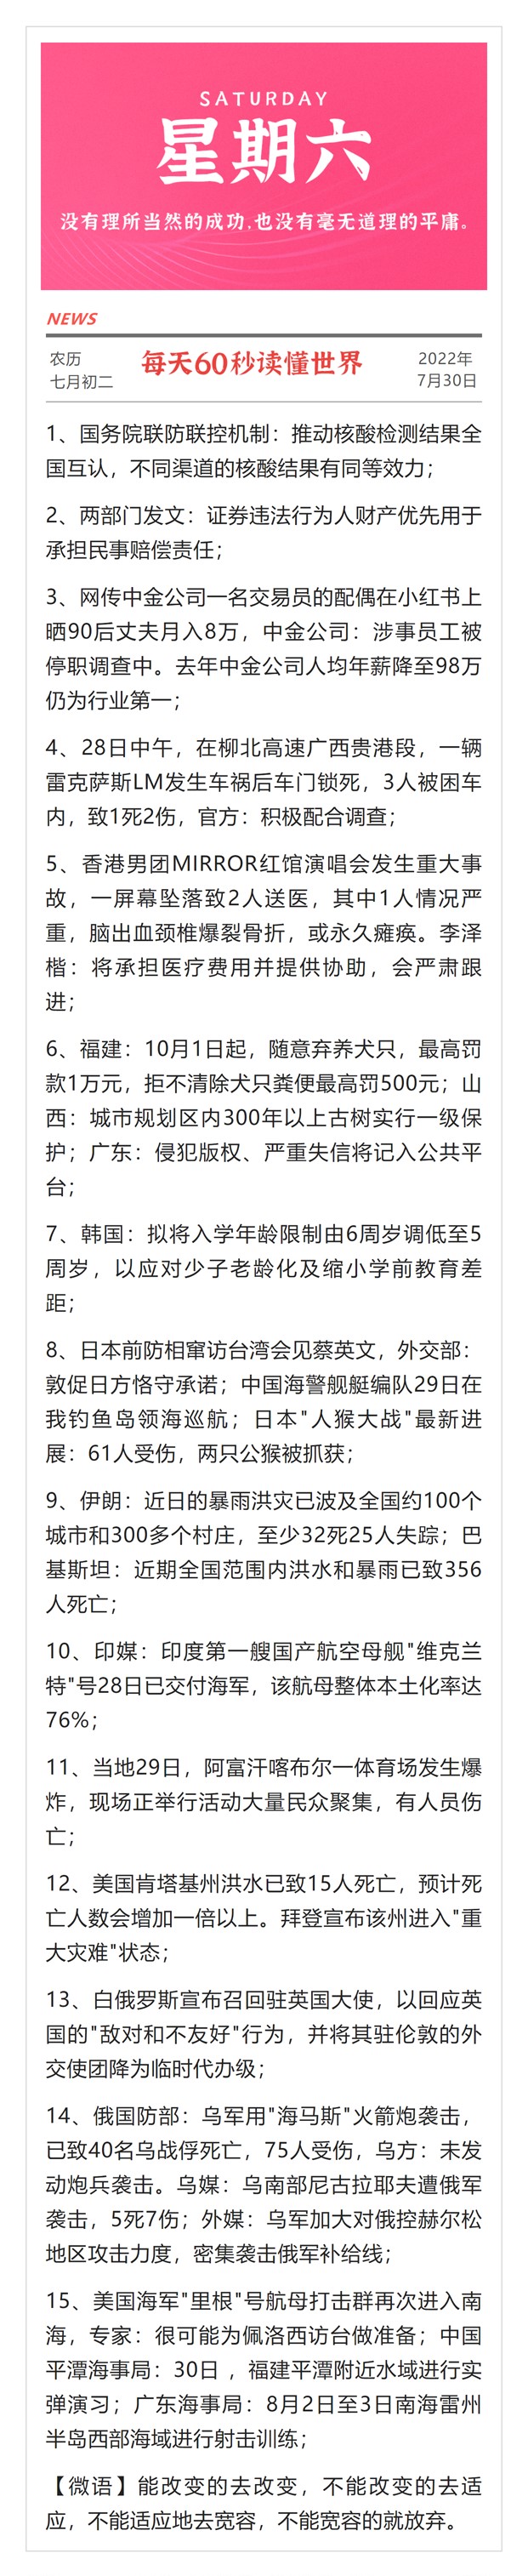 SATURDAY
星期六
没有理所当然的成功,也没有毫无道理的平庸。
NEWS
农历
七月初二
每天60秒读懂世界
2022年
7月30日
1、国务院联防联控机制：推动核酸检测结果全
国互认，不同渠道的核酸结果有同等效力；
2、两部门发文：证券违法行为人财产优先用于
承担民事赔偿责任；
3、网传中金公司一名交易员的配偶在小红书上
晒90后丈夫月入8万，中金公司：涉事员工被
停职调查中。去年中金公司人均年薪降至98万
仍为行业第一；
4、28日中午，在柳北高速广西贵港段，一辆
雷克萨斯LM发生车祸后车门锁死，3人被困车
内，致1死2伤，官方：积极配合调查；
5、香港男团MIRROR红馆演唱会发生重大事
故，一屏幕坠落致2人送医，其中1人情况严
重，脑出血颈椎爆裂骨折，或永久瘫痪。李泽
楷：将承担医疗费用并提供协助，会严肃跟
进；
6、福建：10月1日起，随意弃养犬只，最高罚
款1万元，拒不清除犬只粪便最高罚500元；山
西：城市规划区内300年以上古树实行一级保
护；广东：侵犯版权、严重失信将记入公共平
台；
7、韩国：拟将入学年龄限制由6周岁调低至5
周岁，以应对少子老龄化及缩小学前教育差
距；
8、日本前防相窜访台湾会见蔡英文，外交部：
敦促日方恪守承诺；中国海警舰艇编队29日在
我钓鱼岛领海巡航；日本"人猴大战"最新进
展：61人受伤，两只公猴被抓获；
9、伊朗：近日的暴雨洪灾已波及全国约100个
城市和300多个村庄，至少32死25人失踪；巴
基斯坦：近期全国范围内洪水和暴雨已致356
人死亡；
10、印媒：印度第一艘国产航空母舰"维克兰
特"号28日已交付海军，该航母整体本土化率达
76%；
11、当地29日，阿富汗喀布尔一体育场发生爆
炸，现场正举行活动大量民众聚集，有人员伤
亡；
12、美国肯塔基州洪水已致15人死亡，预计死
亡人数会增加一倍以上。拜登宣布该州进入"重
大灾难"状态；
13、白俄罗斯宣布召回驻英国大使，以回应英
国的"敌对和不友好"行为，并将其驻伦敦的外
交使团降为临时代办级；
14、俄国防部：乌军用"海马斯"火箭炮袭击，
已致40名乌战俘死亡，75人受伤，乌方：未发
动炮兵袭击。乌媒：乌南部尼古拉耶夫遭俄军
袭击，5死7伤；外媒：乌军加大对俄控赫尔松
地区攻击力度，密集袭击俄军补给线；
15、美国海军"里根"号航母打击群再次进入南
海，专家：很可能为佩洛西访台做准备；中国
平潭海事局：30日 ，福建平潭附近水域进行实
弹演习；广东海事局：8月2日至3日南海雷州
半岛西部海域进行射击训练；
【微语】能改变的去改变，不能改变的去适
应，不能适应地去宽容，不能宽容的就放弃。